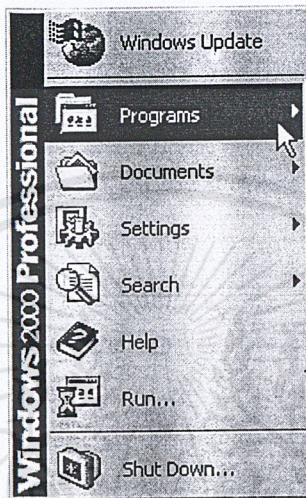 Windows Update
Programs
Documents
Settings
Search
Help
Run...
Shut Down...
Windows 2000 Professional